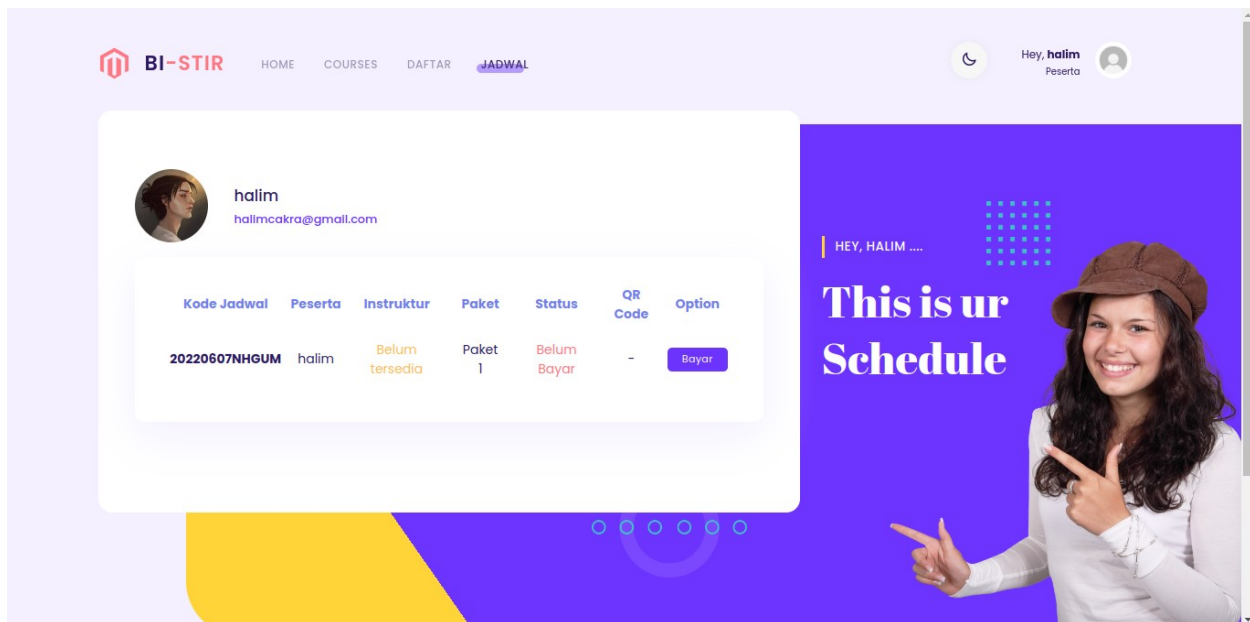 BI-STIR
HOME COURSES DAFTAR JADWAL
Hey, halim
Peserta
halim
halimcakra@gmail.com
HEY, HALIM ....
This is ur
Schedule
Kode Jadwal Peserta Instruktur Paket Status QR Code Option
20220607NHGUM halim Belum tersedia Paket 1 Belum Bayar - Bayar